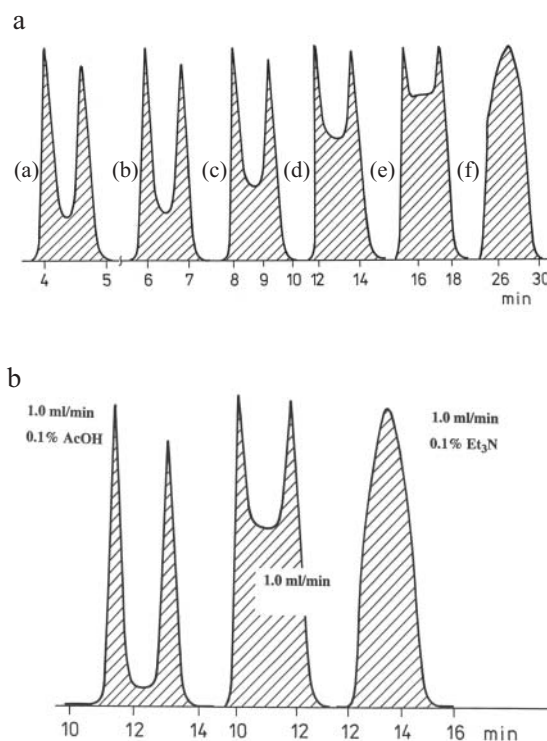 a
(a) (b) (c) (d) (e) (f)
4 5 6 7 8 9 10 12 14 16 18 26 30
min
b
1.0 ml/min
0.1% AcOH
1.0 ml/min
0.1% Et₃N
1.0 ml/min
10 12 14 10 12 12 14 16 min